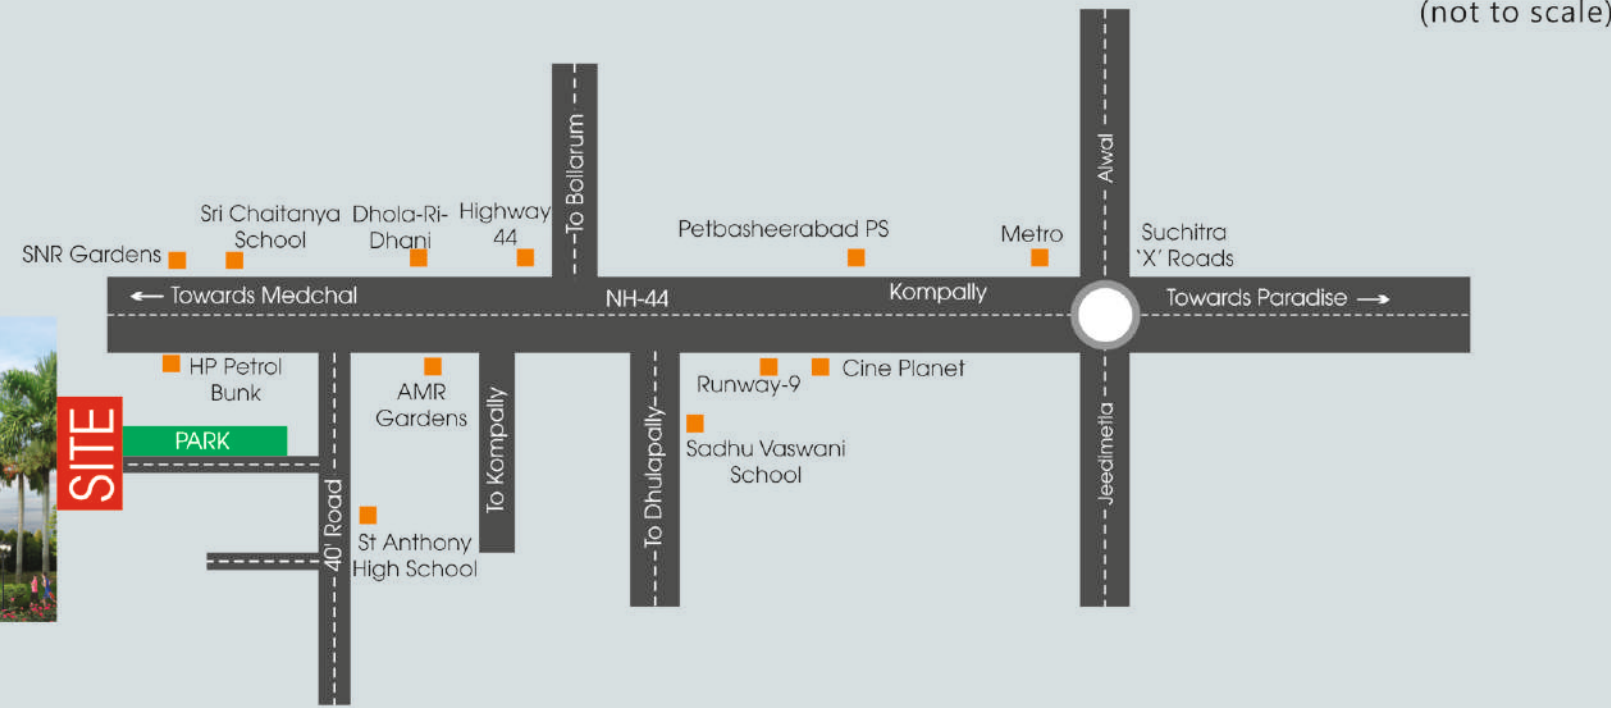 (not to scale)
To Bollarum
Alwal
Sri Chaitanya
School
Dhola-Ri-
Dhani
Highway
44
SNR Gardens
Petbasheerabad PS
Metro
Suchitra
'X' Roads
← Towards Medchal
NH-44
Kompally
Towards Paradise →
HP Petrol
Bunk
AMR
Gardens
Runway-9
Cine Planet
SITE
PARK
To Kompally
To Dhulapally
Sadhu Vaswani
School
Jeedimetla
40' Road
St Anthony
High School